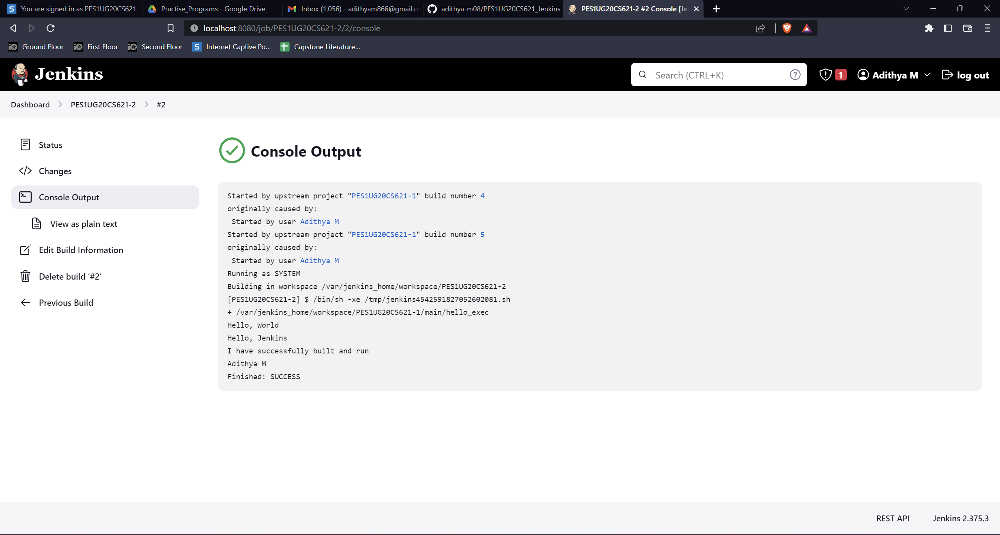 You are signed in as PES1UG20CS621
Practise_Programs - Google Drive
Inbox (1,056) - adithyam866@gmail.co
adithya-m08/PES1UG20CS621_Jenkins
PES1UG20CS621-2 #2 Console [Je
localhost:8080/job/PES1UG20CS621-2/2/console
Ground Floor
First Floor
Second Floor
Internet Captive Po...
Capstone Literature...
Jenkins
Search (CTRL+K)
1
Adithya M
log out
Dashboard
PES1UG20CS621-2
#2
Status
Changes
Console Output
View as plain text
Edit Build Information
Delete build ‘#2’
Previous Build
Console Output
Started by upstream project "PES1UG20CS621-1" build number 4
originally caused by:
 Started by user Adithya M
Started by upstream project "PES1UG20CS621-1" build number 5
originally caused by:
 Started by user Adithya M
Running as SYSTEM
Building in workspace /var/jenkins_home/workspace/PES1UG20CS621-2
[PES1UG20CS621-2] $ /bin/sh -xe /tmp/jenkins4542591827052602081.sh
+ /var/jenkins_home/workspace/PES1UG20CS621-1/main/hello_exec
Hello, World
Hello, Jenkins
I have successfully built and run
Adithya M
Finished: SUCCESS
REST API
Jenkins 2.375.3